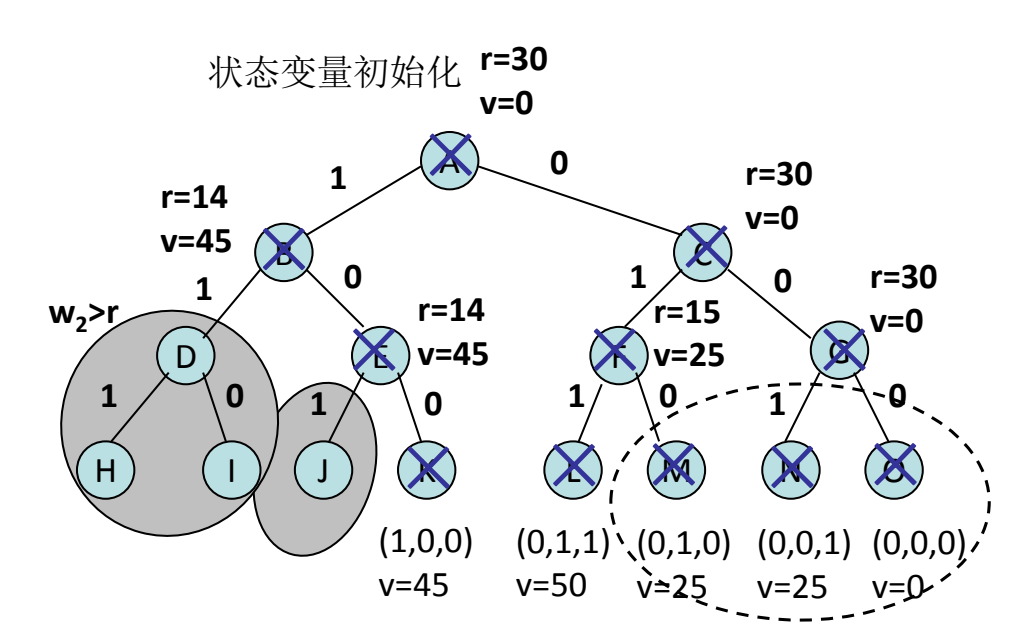 状态变量初始化
r=30
v=0
A
1
0
r=14
v=45
B
r=30
v=0
C
1
0
1
0
w2>r
D
r=14
v=45
E
r=15
v=25
F
r=30
v=0
G
1
0
1
0
1
0
1
0
H
I
J
K
L
M
N
O
(1,0,0)
v=45
(0,1,1)
v=50
(0,1,0)
v=25
(0,0,1)
v=25
(0,0,0)
v=0